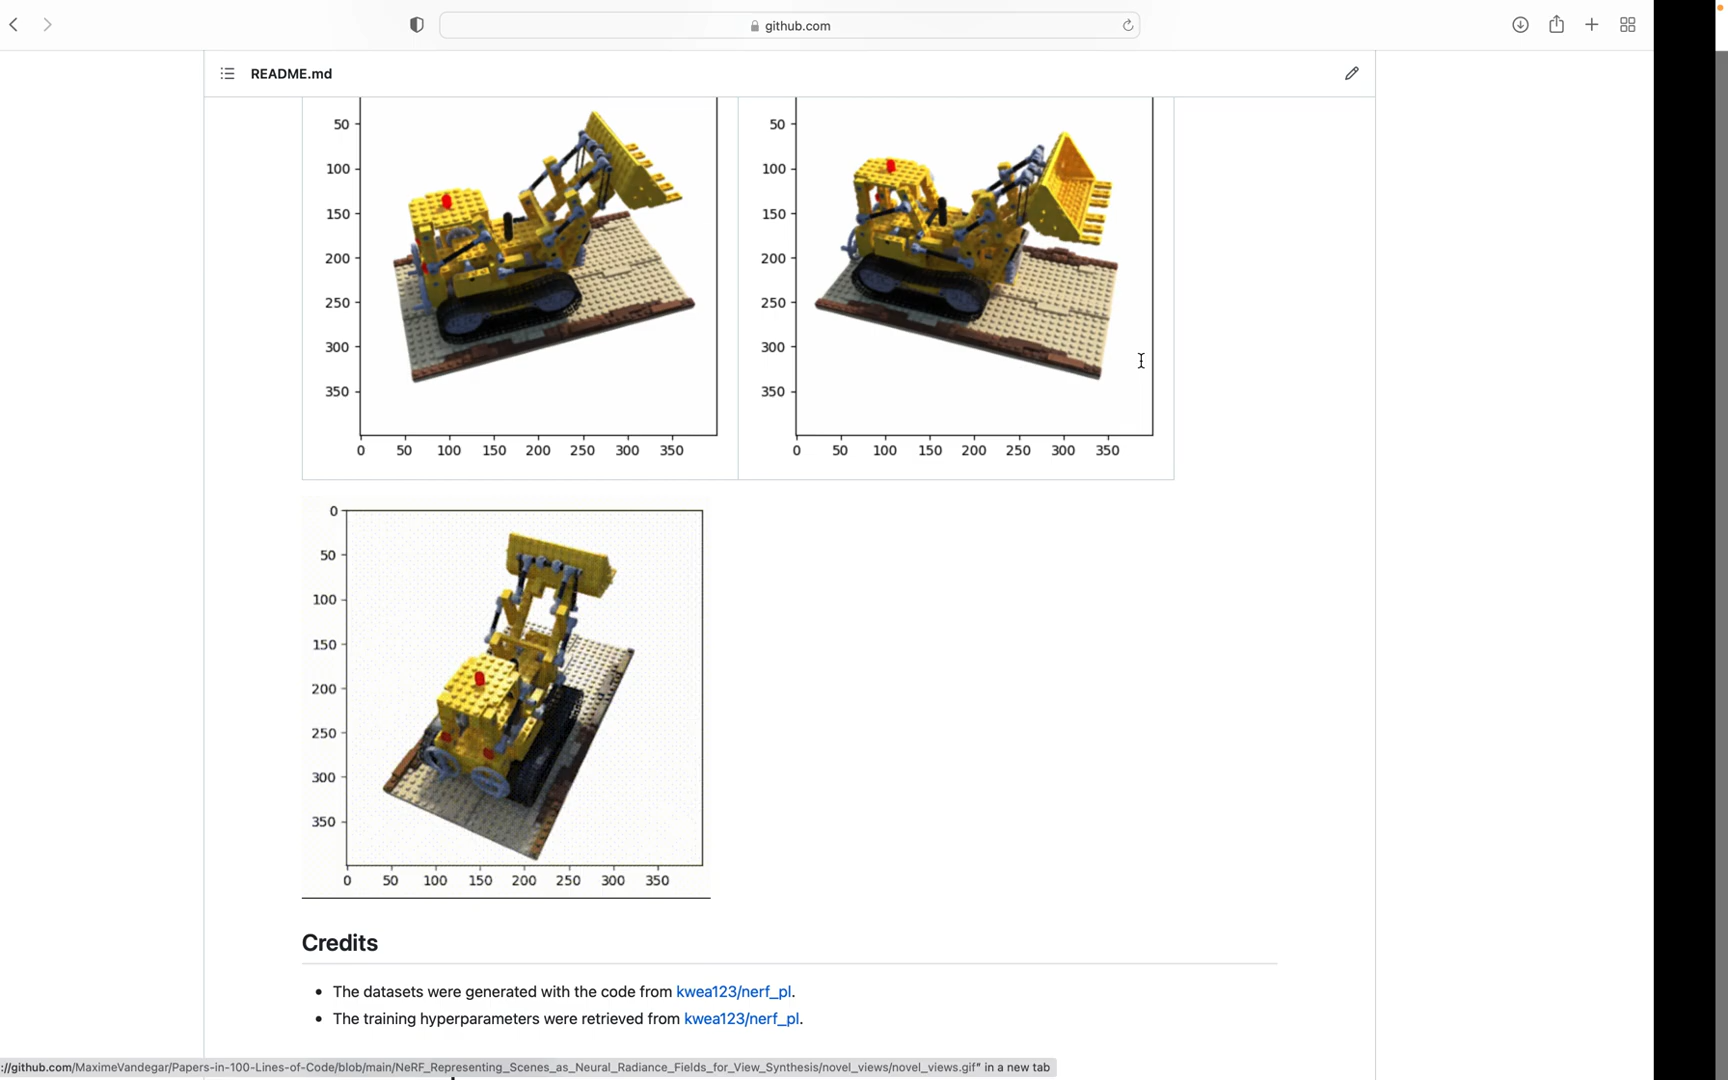 github.com
README.md
50
100
150
200
250
300
350
0 50 100 150 200 250 300 350
50
100
150
200
250
300
350
0 50 100 150 200 250 300 350
0
50
100
150
200
250
300
350
0 50 100 150 200 250 300 350
Credits
• The datasets were generated with the code from kwea123/nerf_pl.
• The training hyperparameters were retrieved from kwea123/nerf_pl.
://github.com/MaximeVandegar/Papers-in-100-Lines-of-Code/blob/main/NeRF_Representing_Scenes_as_Neural_Radiance_Fields_for_View_Synthesis/novel_views/novel_views.gif" in a new tab